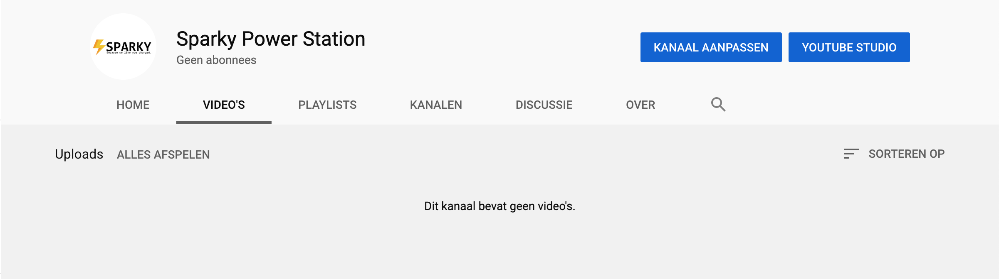 SPARKY
Because we like you charged.
Sparky Power Station
Geen abonnees
KANAAL AANPASSEN
YOUTUBE STUDIO
HOME
VIDEO'S
PLAYLISTS
KANALEN
DISCUSSIE
OVER
Uploads
ALLES AFSPELEN
SORTEREN OP
Dit kanaal bevat geen video's.